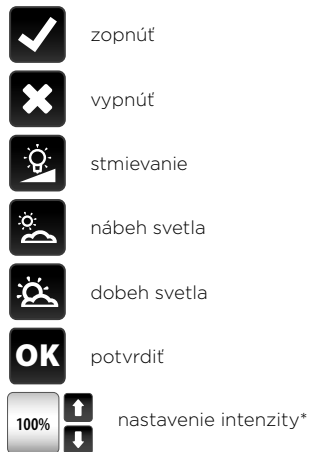 zopnúť
vypnúť
stmievanie
nábeh svetla
dobeh svetla
OK potvrdiť
100% nastavenie intenzity*